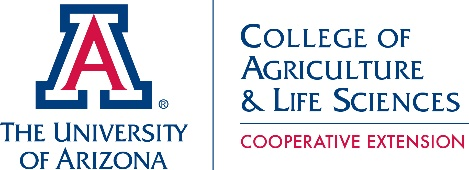 A®
THE UNIVERSITY
OF ARIZONA
COLLEGE OF
AGRICULTURE
& LIFE SCIENCES
COOPERATIVE EXTENSION